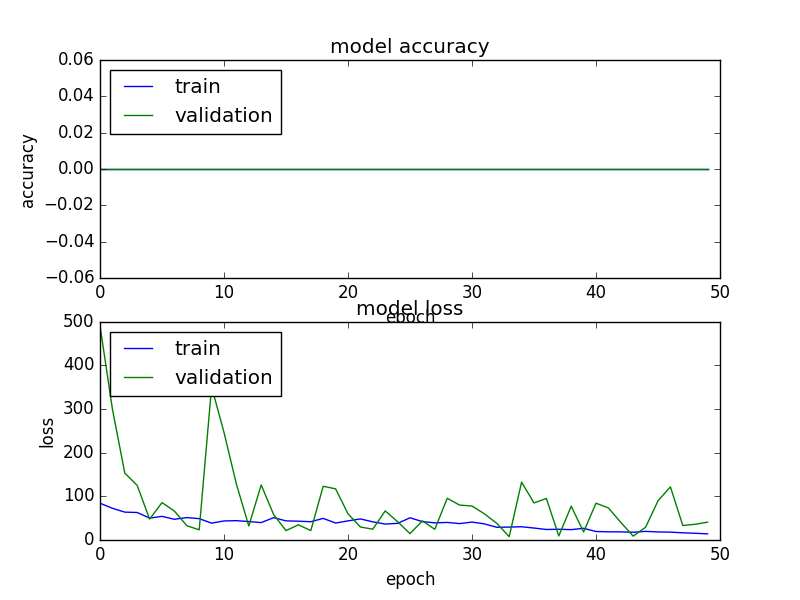 model accuracy
0.06
0.04
0.02
0.00
−0.02
−0.04
−0.06
accuracy
train
validation
0 10 20 30 40 50
epoch
model loss
500
400
300
200
100
0
loss
train
validation
0 10 20 30 40 50
epoch